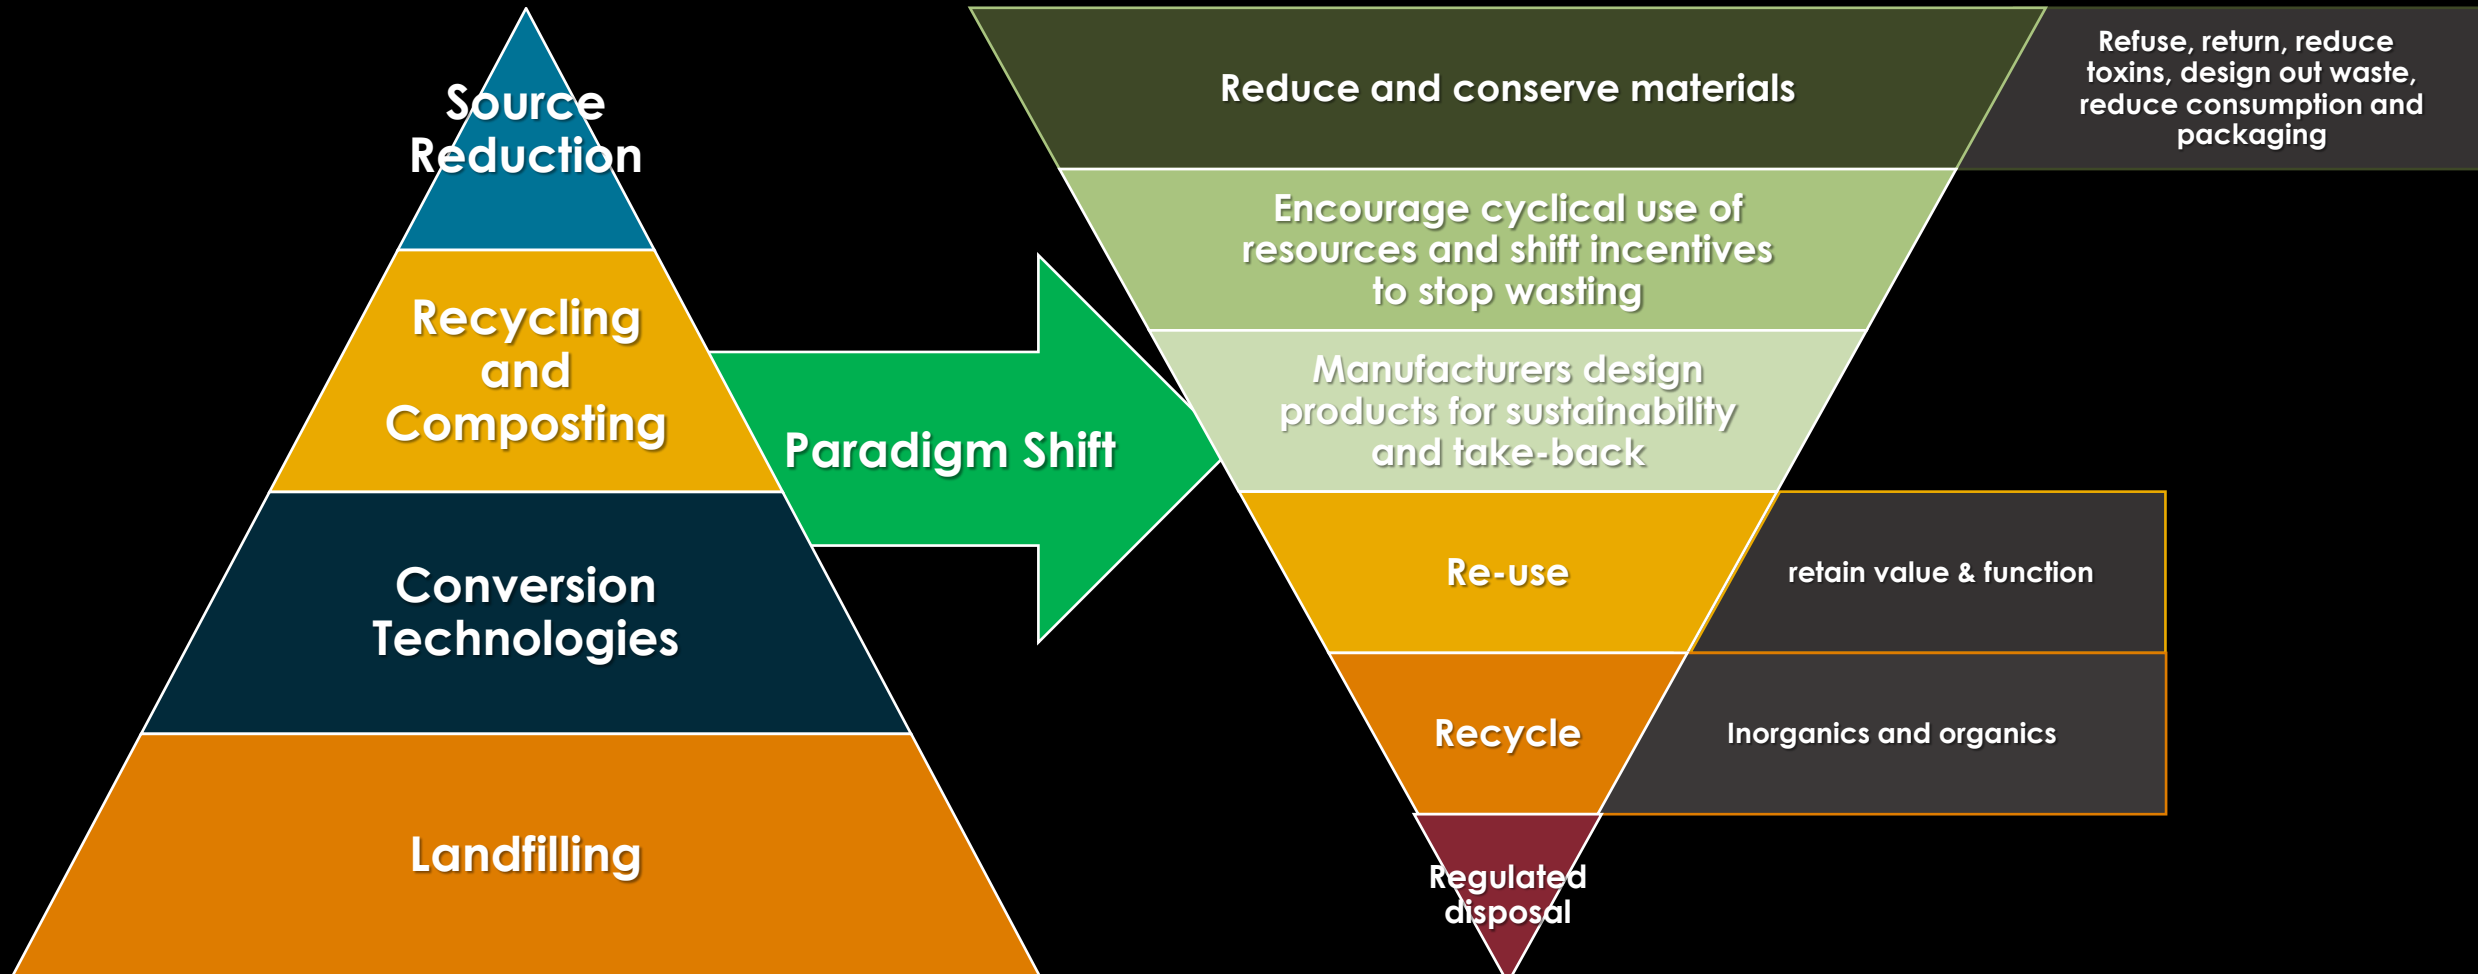 Source
Reduction
Recycling
and
Composting
Conversion
Technologies
Landfilling
Paradigm Shift
Reduce and conserve materials
Refuse, return, reduce
toxins, design out waste,
reduce consumption and
packaging
Encourage cyclical use of
resources and shift incentives
to stop wasting
Manufacturers design
products for sustainability
and take-back
Re-use
retain value & function
Recycle
Inorganics and organics
Regulated
disposal